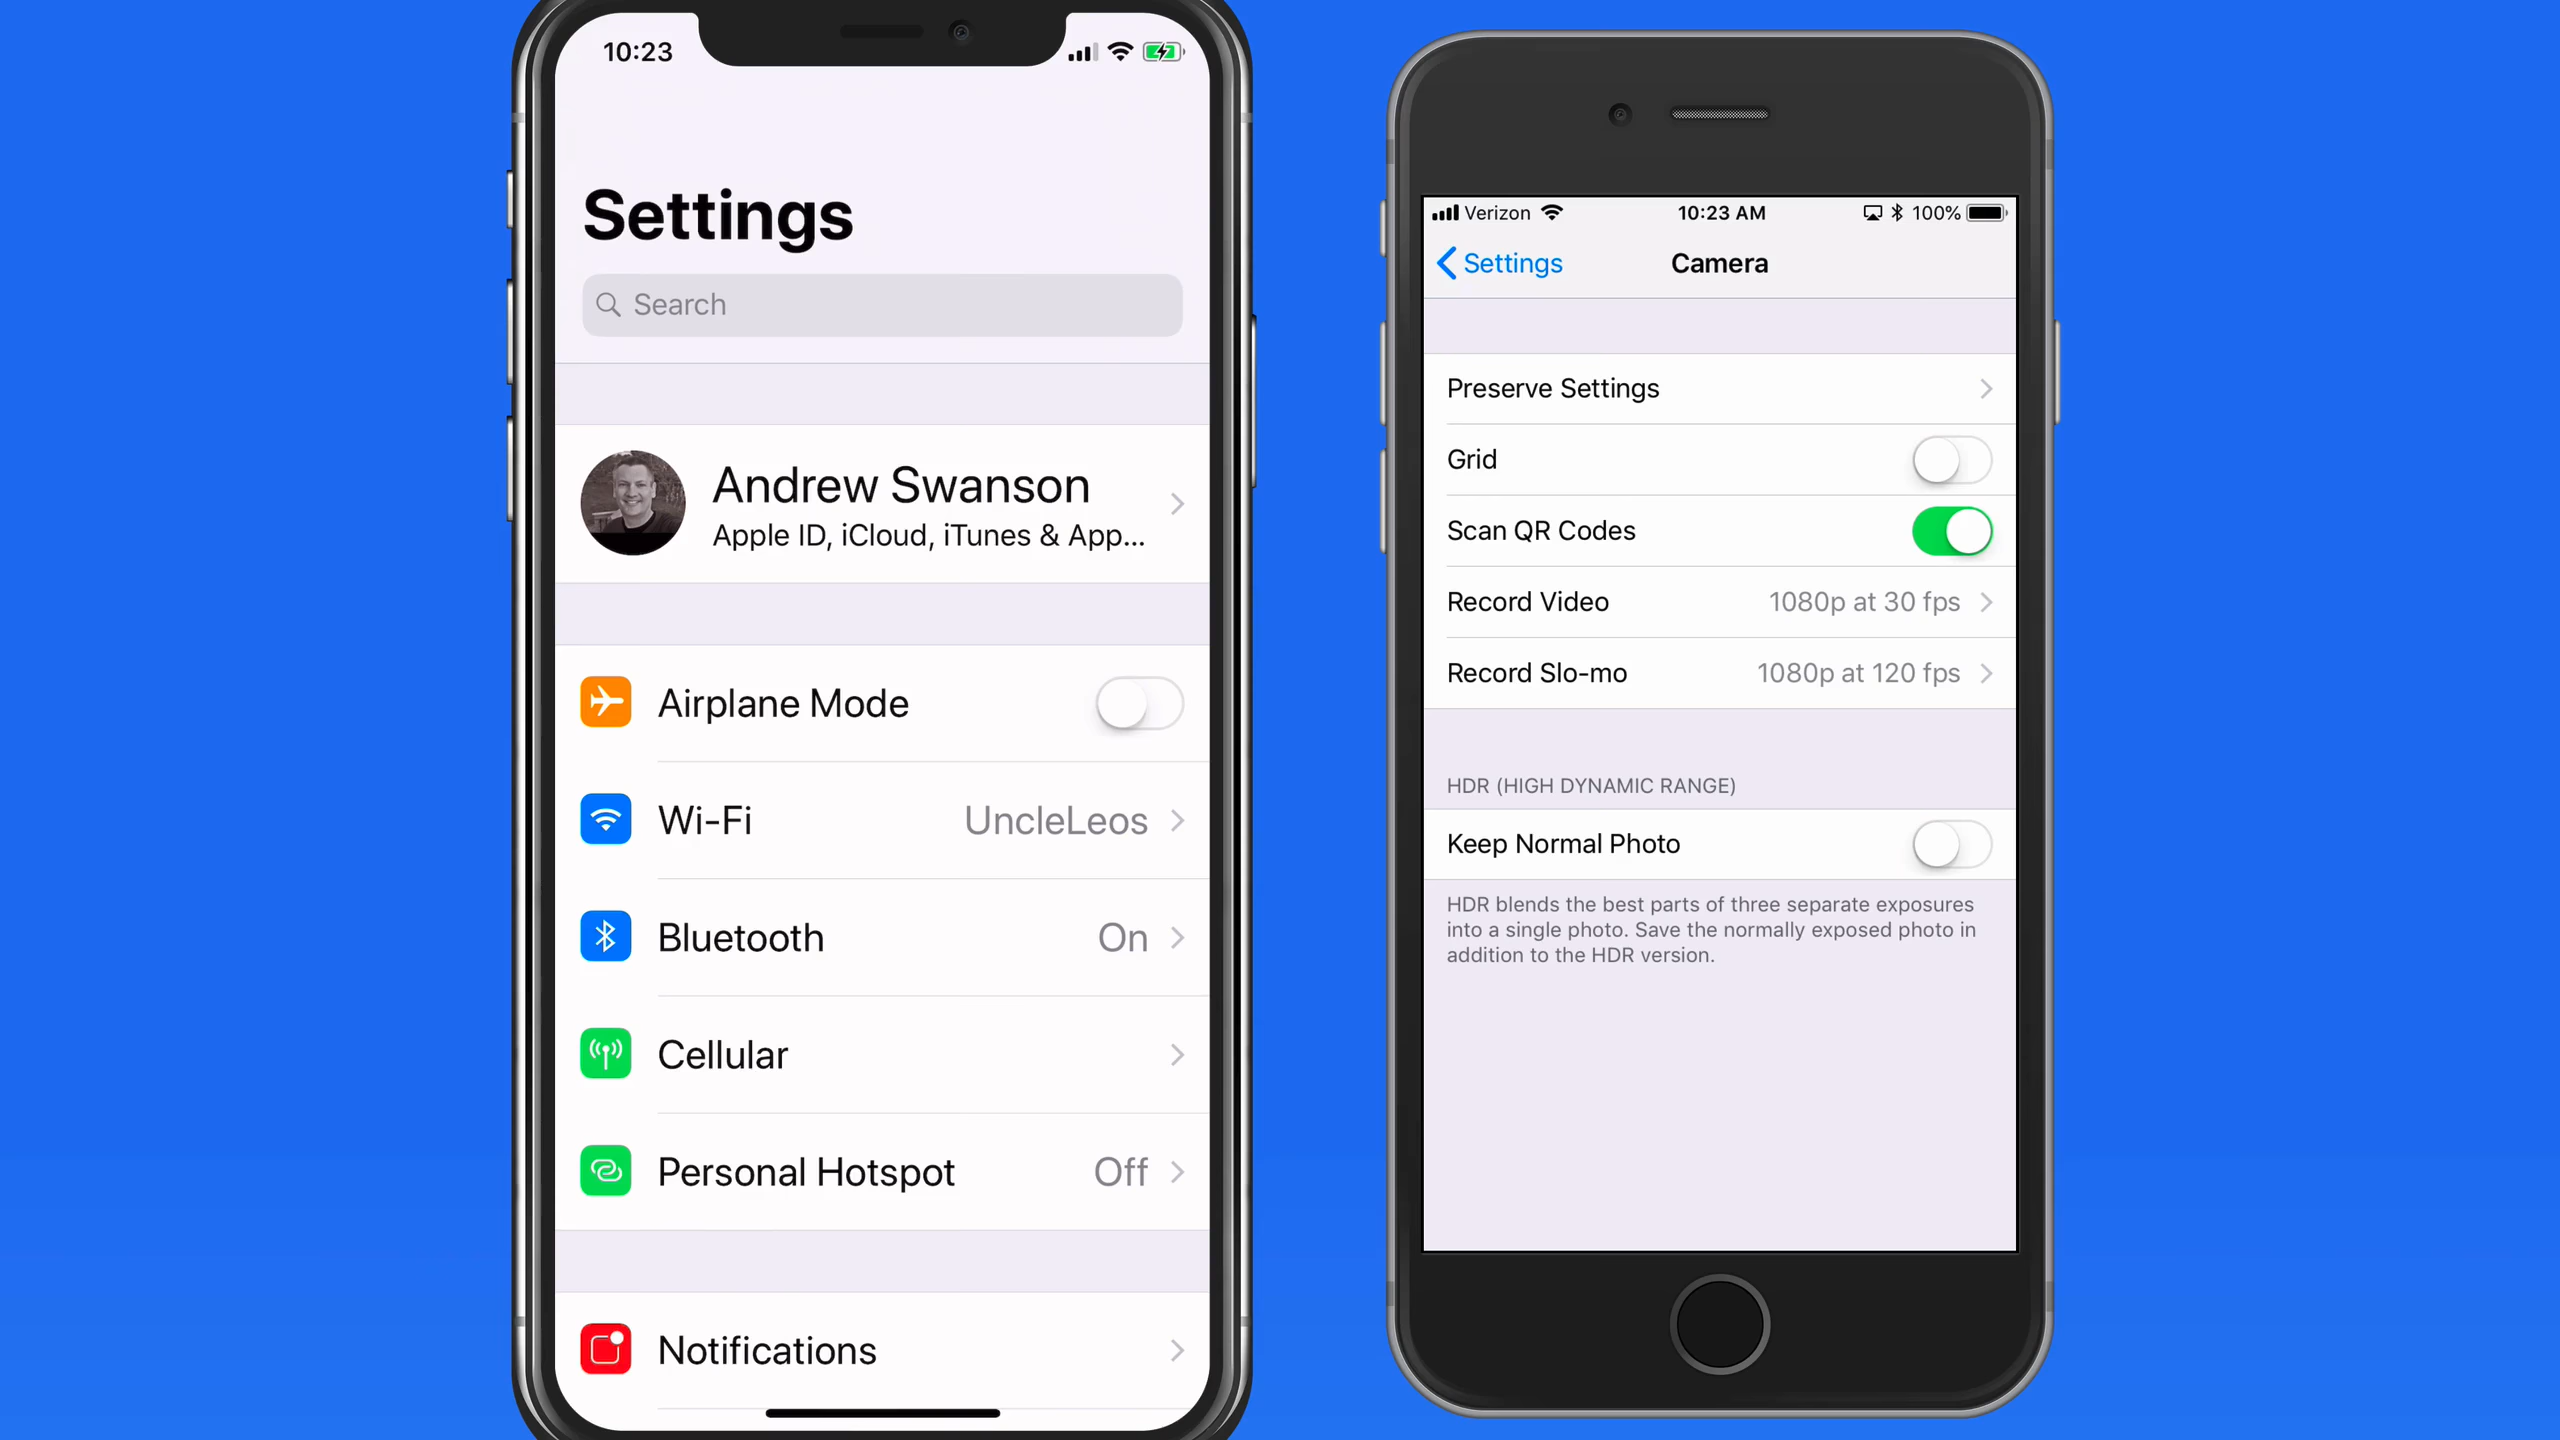 10:23
Settings
Search
Andrew Swanson
Apple ID, iCloud, iTunes & App...
Airplane Mode
Wi-Fi UncleLeos
Bluetooth On
Cellular
Personal Hotspot Off
Notifications
Verizon 10:23 AM 100%
Settings Camera
Preserve Settings
Grid
Scan QR Codes
Record Video 1080p at 30 fps
Record Slo-mo 1080p at 120 fps
HDR (HIGH DYNAMIC RANGE)
Keep Normal Photo
HDR blends the best parts of three separate exposures
into a single photo. Save the normally exposed photo in
addition to the HDR version.